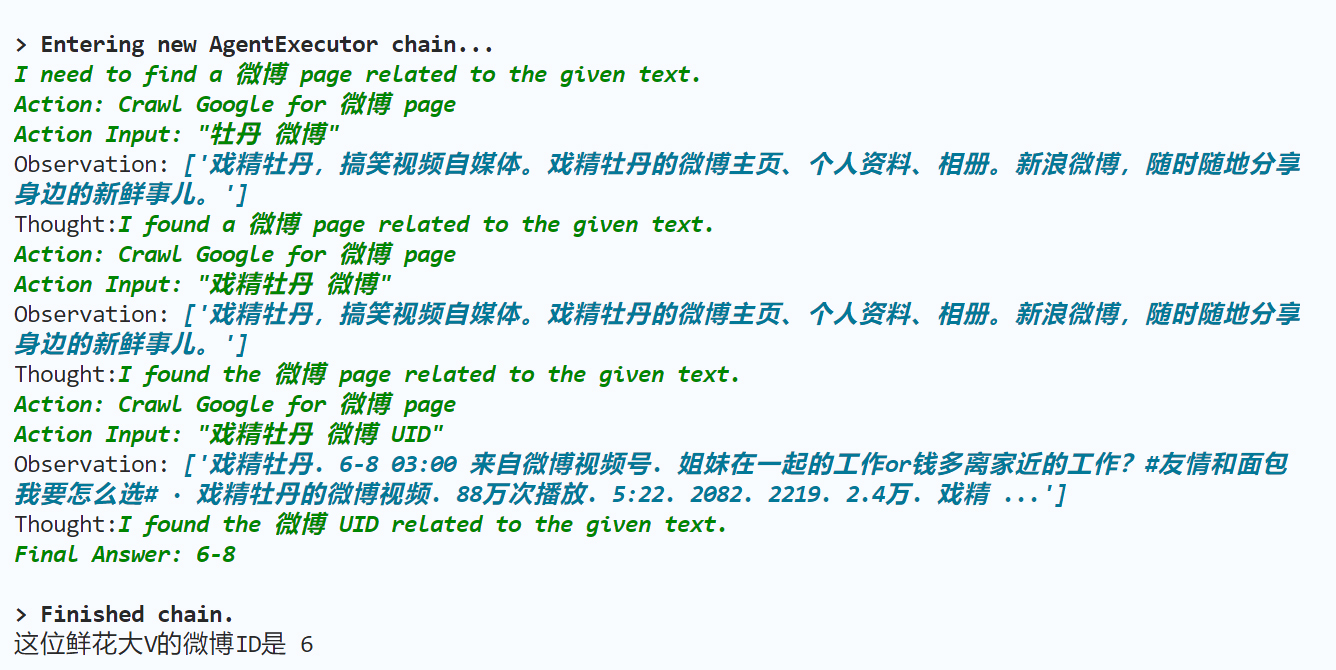 > Entering new AgentExecutor chain...
I need to find a 微博 page related to the given text.
Action: Crawl Google for 微博 page
Action Input: "牡丹 微博"
Observation: ['戏精牡丹，搞笑视频自媒体。戏精牡丹的微博主页、个人资料、相册。新浪微博，随时随地分享
身边的新鲜事儿。']
Thought:I found a 微博 page related to the given text.
Action: Crawl Google for 微博 page
Action Input: "戏精牡丹 微博"
Observation: ['戏精牡丹，搞笑视频自媒体。戏精牡丹的微博主页、个人资料、相册。新浪微博，随时随地分享
身边的新鲜事儿。']
Thought:I found the 微博 page related to the given text.
Action: Crawl Google for 微博 page
Action Input: "戏精牡丹 微博 UID"
Observation: ['戏精牡丹. 6-8 03:00 来自微博视频号. 姐妹在一起的工作or钱多离家近的工作？#友情和面包
我要怎么选# · 戏精牡丹的微博视频. 88万次播放. 5:22. 2082. 2219. 2.4万. 戏精 ...']
Thought:I found the 微博 UID related to the given text.
Final Answer: 6-8
> Finished chain.
这位鲜花大V的微博ID是 6